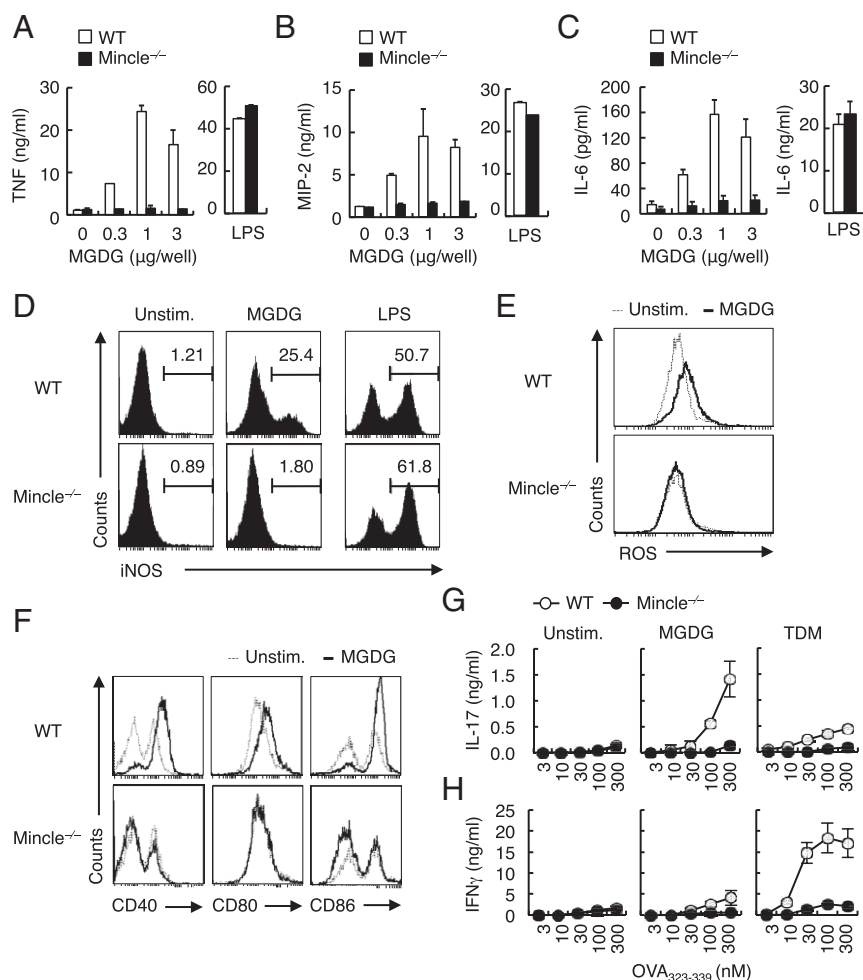 A
WT
Mincle–/–
TNF (ng/ml)
30
20
10
0
0 0.3 1 3
MGDG (μg/well)
60
40
20
0
LPS
B
WT
Mincle–/–
MIP-2 (ng/ml)
15
10
5
0
0 0.3 1 3
MGDG (μg/well)
30
20
10
0
LPS
C
WT
Mincle–/–
IL-6 (pg/ml)
200
160
120
80
40
0
0 0.3 1 3
MGDG (μg/well)
IL-6 (ng/ml)
30
20
10
0
LPS
D
Unstim. MGDG LPS
WT
1.21 25.4 50.7
Mincle–/–
0.89 1.80 61.8
Counts
iNOS
E
Unstim. MGDG
WT
Mincle–/–
Counts
ROS
F
Unstim. MGDG
WT
Mincle–/–
Counts
CD40 CD80 CD86
G
WT Mincle–/–
Unstim. MGDG TDM
IL-17 (ng/ml)
2.0
1.5
1.0
0.5
0.0
3 10 30 100 300
3 10 30 100 300
3 10 30 100 300
H
IFNγ (ng/ml)
25
20
15
10
5
0
3 10 30 100 300
3 10 30 100 300
3 10 30 100 300
OVA323-339 (nM)